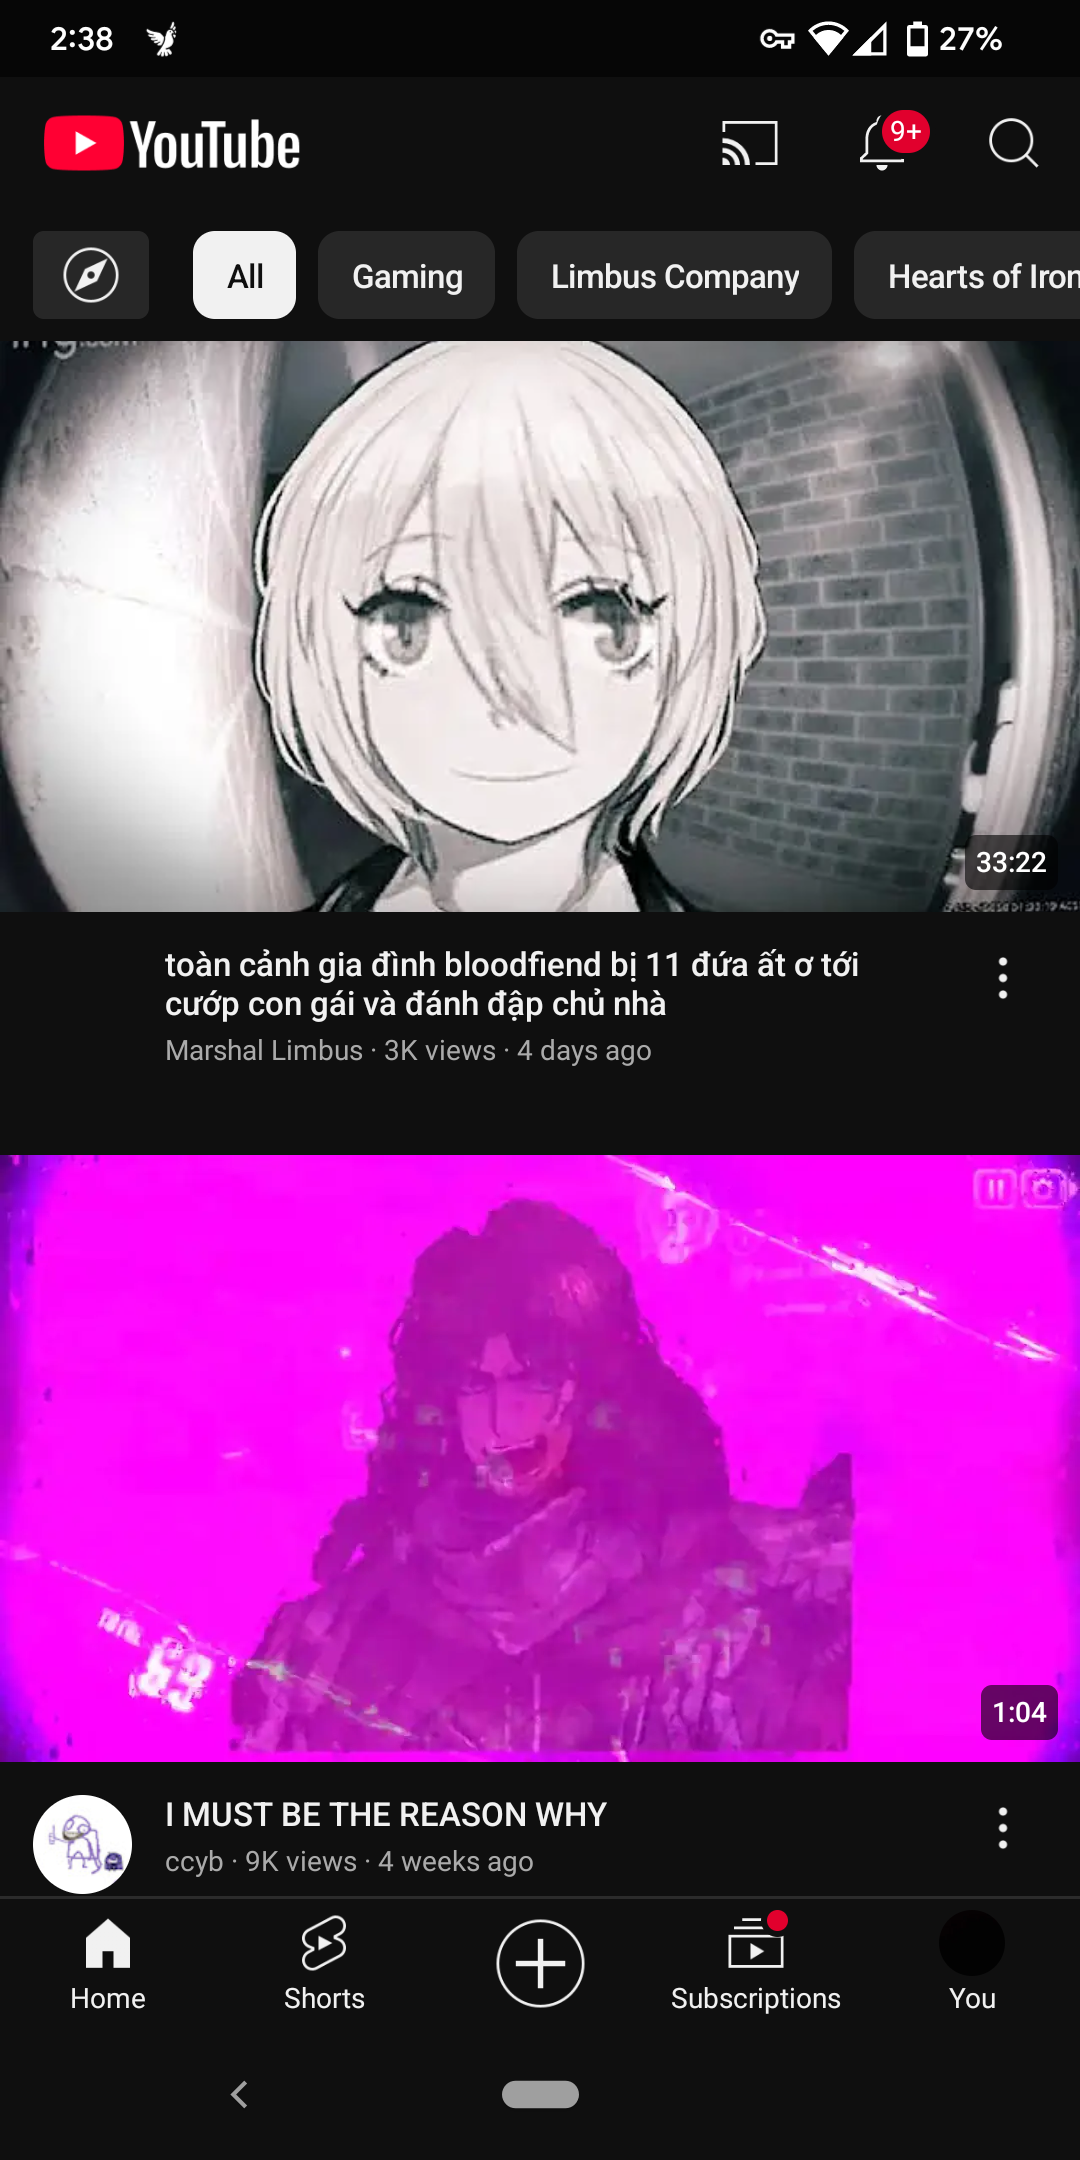 2:38
27%
YouTube
9+
All
Gaming
Limbus Company
Hearts of Iron
33:22
toàn cảnh gia đình bloodfiend bị 11 đứa ất ơ tới
cướp con gái và đánh đập chủ nhà
Marshal Limbus · 3K views · 4 days ago
1:04
I MUST BE THE REASON WHY
ccyb · 9K views · 4 weeks ago
Home
Shorts
Subscriptions
You